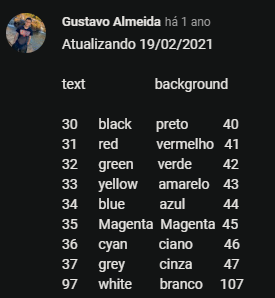 Gustavo Almeida há 1 ano
Atualizando 19/02/2021
text background
30 black preto 40
31 red vermelho 41
32 green verde 42
33 yellow amarelo 43
34 blue azul 44
35 Magenta Magenta 45
36 cyan ciano 46
37 grey cinza 47
97 white branco 107